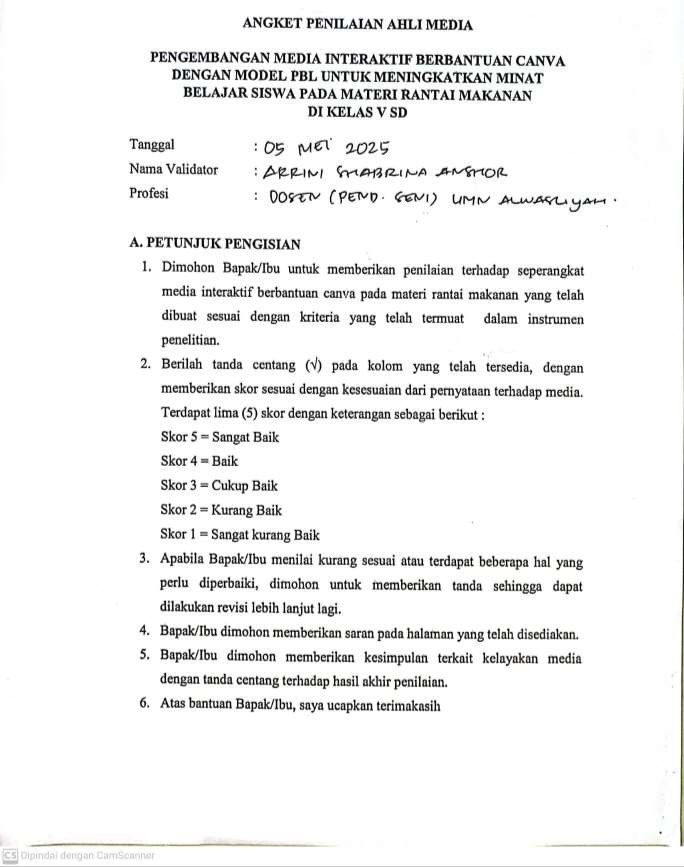 ANGKET PENILAIAN AHLI MEDIA
PENGEMBANGAN MEDIA INTERAKTIF BERBANTUAN CANVA
DENGAN MODEL PBL UNTUK MENINGKATKAN MINAT
BELAJAR SISWA PADA MATERI RANTAI MAKANAN
DI KELAS V SD
Tanggal : 05 MEI 2025
Nama Validator : ARRINI SHABRINA ANSHOR
Profesi : DOSEN (PEND. SENI) UMN ALWASLIYAH.
A. PETUNJUK PENGISIAN
1. Dimohon Bapak/Ibu untuk memberikan penilaian terhadap seperangkat
media interaktif berbantuan canva pada materi rantai makanan yang telah
dibuat sesuai dengan kriteria yang telah termuat dalam instrumen
penelitian.
2. Berilah tanda centang (√) pada kolom yang telah tersedia, dengan
memberikan skor sesuai dengan kesesuaian dari pernyataan terhadap media.
Terdapat lima (5) skor dengan keterangan sebagai berikut :
Skor 5 = Sangat Baik
Skor 4 = Baik
Skor 3 = Cukup Baik
Skor 2 = Kurang Baik
Skor 1 = Sangat kurang Baik
3. Apabila Bapak/Ibu menilai kurang sesuai atau terdapat beberapa hal yang
perlu diperbaiki, dimohon untuk memberikan tanda sehingga dapat
dilakukan revisi lebih lanjut lagi.
4. Bapak/Ibu dimohon memberikan saran pada halaman yang telah disediakan.
5. Bapak/Ibu dimohon memberikan kesimpulan terkait kelayakan media
dengan tanda centang terhadap hasil akhir penilaian.
6. Atas bantuan Bapak/Ibu, saya ucapkan terimakasih
CS Dipindai dengan CamScanner